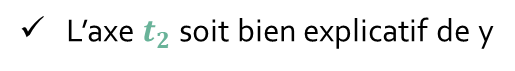 ✓ L'axe t₂ soit bien explicatif de y